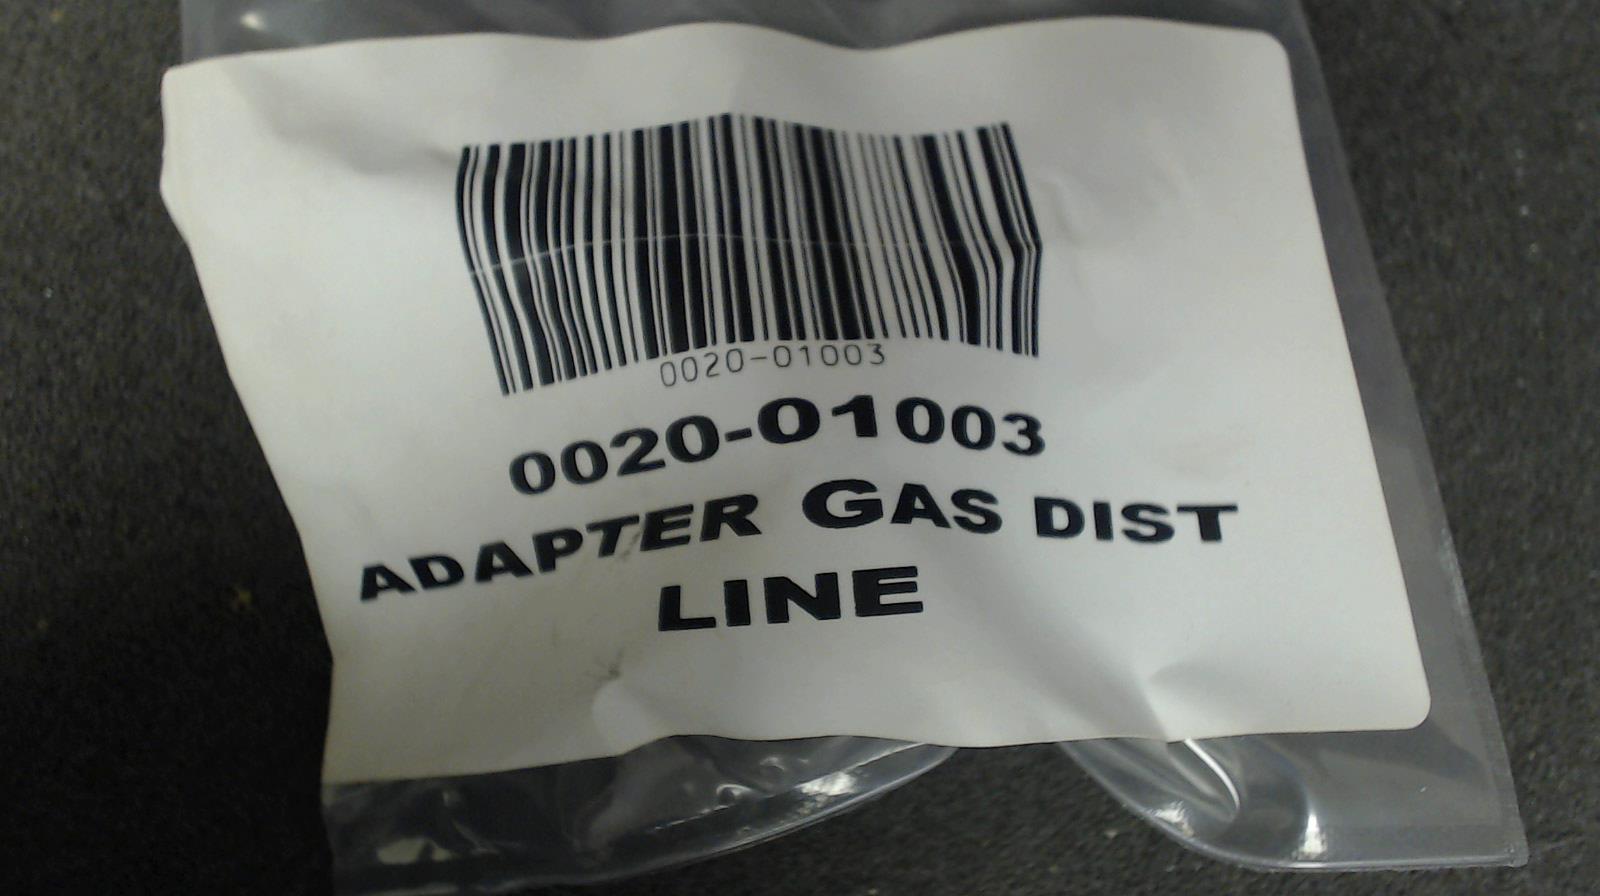 0020-01003
0020-01003
ADAPTER GAS DIST
LINE